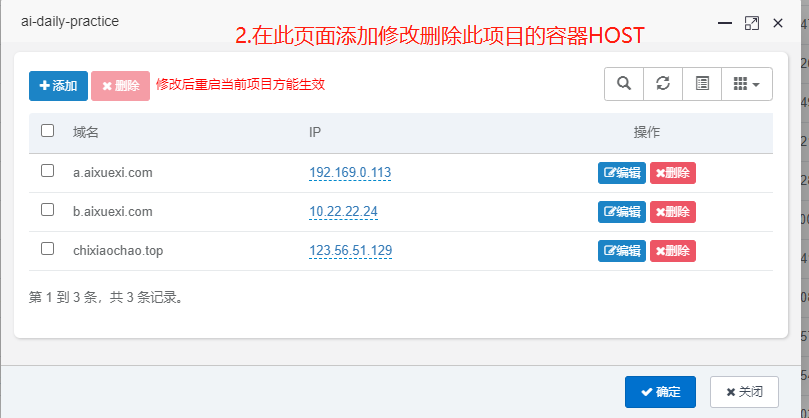 ai-daily-practice
2.在此页面添加修改删除此项目的容器HOST
添加 删除 修改后重启当前项目方能生效
域名 IP 操作
a.aixuexi.com 192.169.0.113 编辑 删除
b.aixuexi.com 10.22.22.24 编辑 删除
chixiaochao.top 123.56.51.129 编辑 删除
第 1 到 3 条，共 3 条记录。
确定 关闭